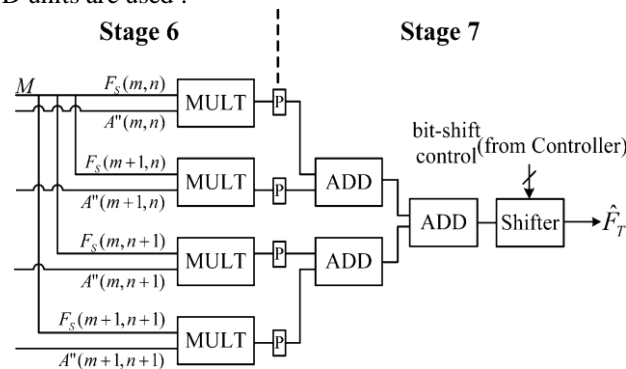 D units are used .
Stage 6 Stage 7
M
F_S(m,n)
A"(m,n)
MULT
P
F_S(m+1,n)
A"(m+1,n)
MULT
P
ADD
F_S(m,n+1)
A"(m,n+1)
MULT
P
ADD
F_S(m+1,n+1)
A"(m+1,n+1)
MULT
P
ADD
bit-shift
control (from Controller)
Shifter
F̂_T